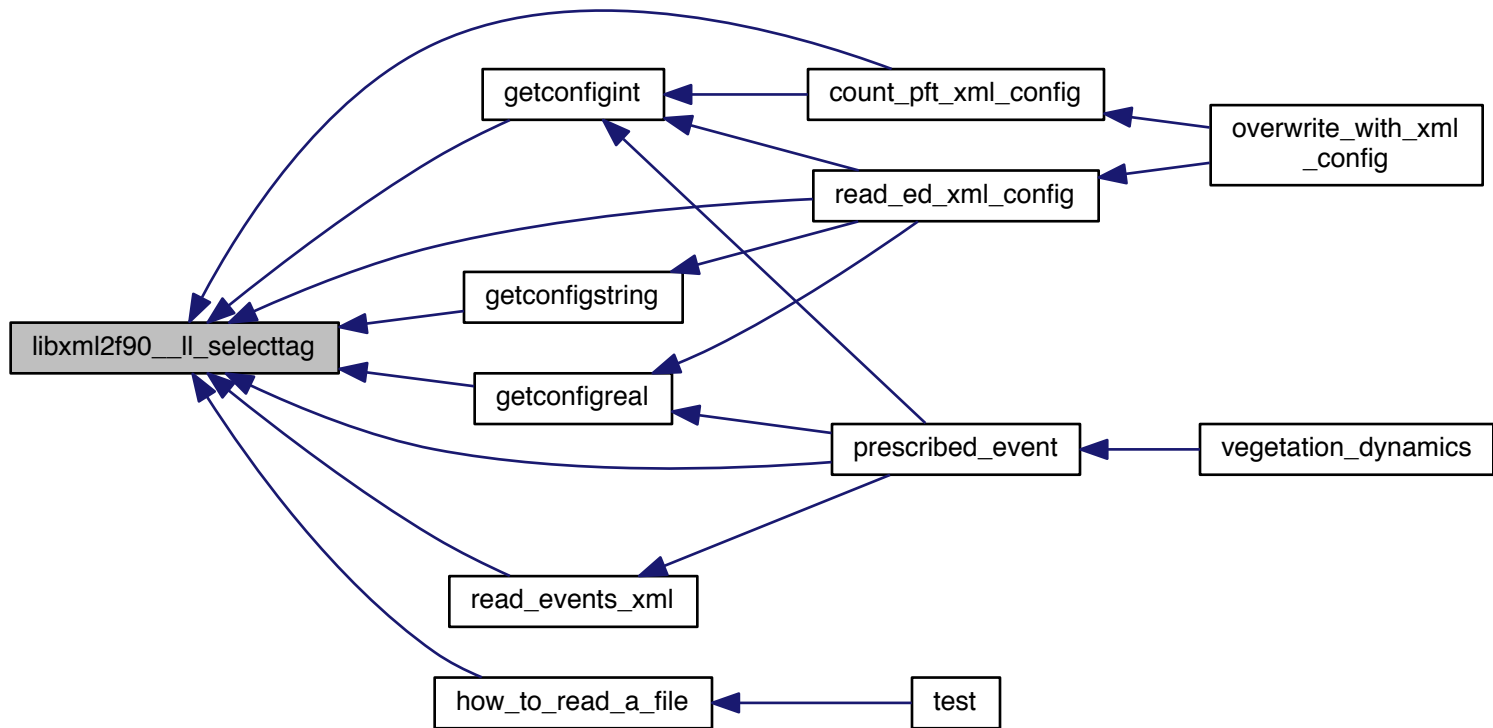 getconfigint
count_pft_xml_config
overwrite_with_xml
_config
read_ed_xml_config
getconfigstring
libxml2f90__ll_selecttag
getconfigreal
prescribed_event
vegetation_dynamics
read_events_xml
how_to_read_a_file
test